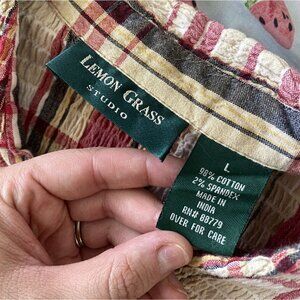 LEMON GRASS
STUDIO
L
98% COTTON
2% SPANDEX
MADE IN
INDIA
RN# 88779
OVER FOR CARE